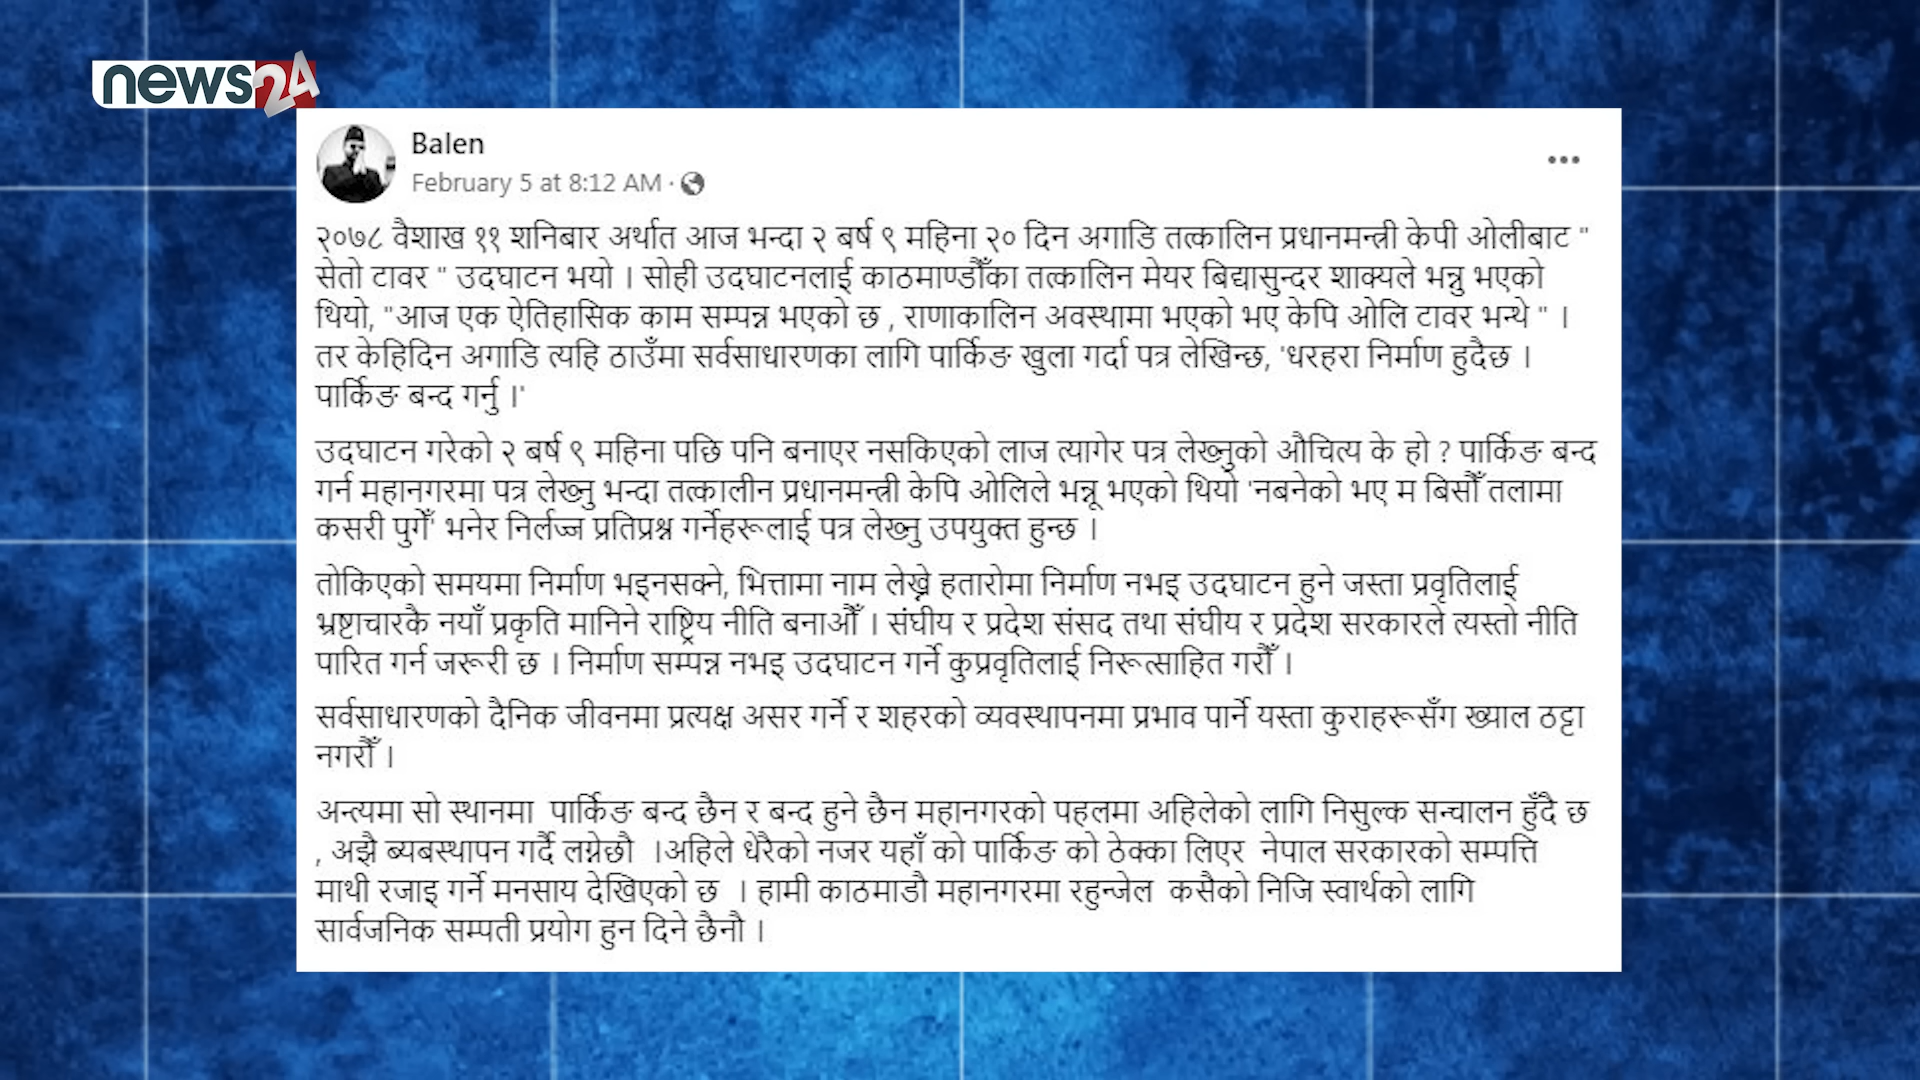 news24
Balen
February 5 at 8:12 AM ·
२०७८ वैशाख ११ शनिबार अर्थात आज भन्दा २ बर्ष ९ महिना २० दिन अगाडि तत्कालिन प्रधानमन्त्री केपी ओलीबाट "
सेतो टावर " उदघाटन भयो । सोही उदघाटनलाई काठमाण्डौँका तत्कालिन मेयर बिद्यासुन्दर शाक्यले भन्नु भएको
थियो, "आज एक ऐतिहासिक काम सम्पन्न भएको छ , राणाकालिन अवस्थामा भएको भए केपि ओलि टावर भन्थे " ।
तर केहिदिन अगाडि त्यहि ठाउँमा सर्वसाधारणका लागि पार्किङ खुला गर्दा पत्र लेखिन्छ, 'धरहरा निर्माण हुदैछ ।
पार्किङ बन्द गर्नु ।'
उदघाटन गरेको २ बर्ष ९ महिना पछि पनि बनाएर नसकिएको लाज त्यागेर पत्र लेख्नुको औचित्य के हो ? पार्किङ बन्द
गर्न महानगरमा पत्र लेख्नु भन्दा तत्कालीन प्रधानमन्त्री केपि ओलिले भन्नू भएको थियो 'नबनेको भए म बिसौँ तलामा
कसरी पुगेँ' भनेर निर्लज्ज प्रतिप्रश्न गर्नेहरूलाई पत्र लेख्नु उपयुक्त हुन्छ ।
तोकिएको समयमा निर्माण भइनसक्ने, भित्तामा नाम लेख्ने हतारोमा निर्माण नभइ उदघाटन हुने जस्ता प्रवृतिलाई
भ्रष्टाचारकै नयाँ प्रकृति मानिने राष्ट्रिय नीति बनाऔँ । संघीय र प्रदेश संसद तथा संघीय र प्रदेश सरकारले त्यस्तो नीति
पारित गर्न जरूरी छ । निर्माण सम्पन्न नभइ उदघाटन गर्ने कुप्रवृतिलाई निरूत्साहित गरौँ ।
सर्वसाधारणको दैनिक जीवनमा प्रत्यक्ष असर गर्ने र शहरको व्यवस्थापनमा प्रभाव पार्ने यस्ता कुराहरूसँग ख्याल ठट्टा
नगरौँ ।
अन्त्यमा सो स्थानमा पार्किङ बन्द छैन र बन्द हुने छैन महानगरको पहलमा अहिलेको लागि निसुल्क सन्चालन हुँदै छ
, अझै ब्यबस्थापन गर्दै लग्नेछौ ।अहिले धेरैको नजर यहाँ को पार्किङ को ठेक्का लिएर नेपाल सरकारको सम्पत्ति
माथी रजाइ गर्ने मनसाय देखिएको छ । हामी काठमाडौ महानगरमा रहुन्जेल कसैको निजि स्वार्थको लागि
सार्वजनिक सम्पती प्रयोग हुन दिने छैनौ ।